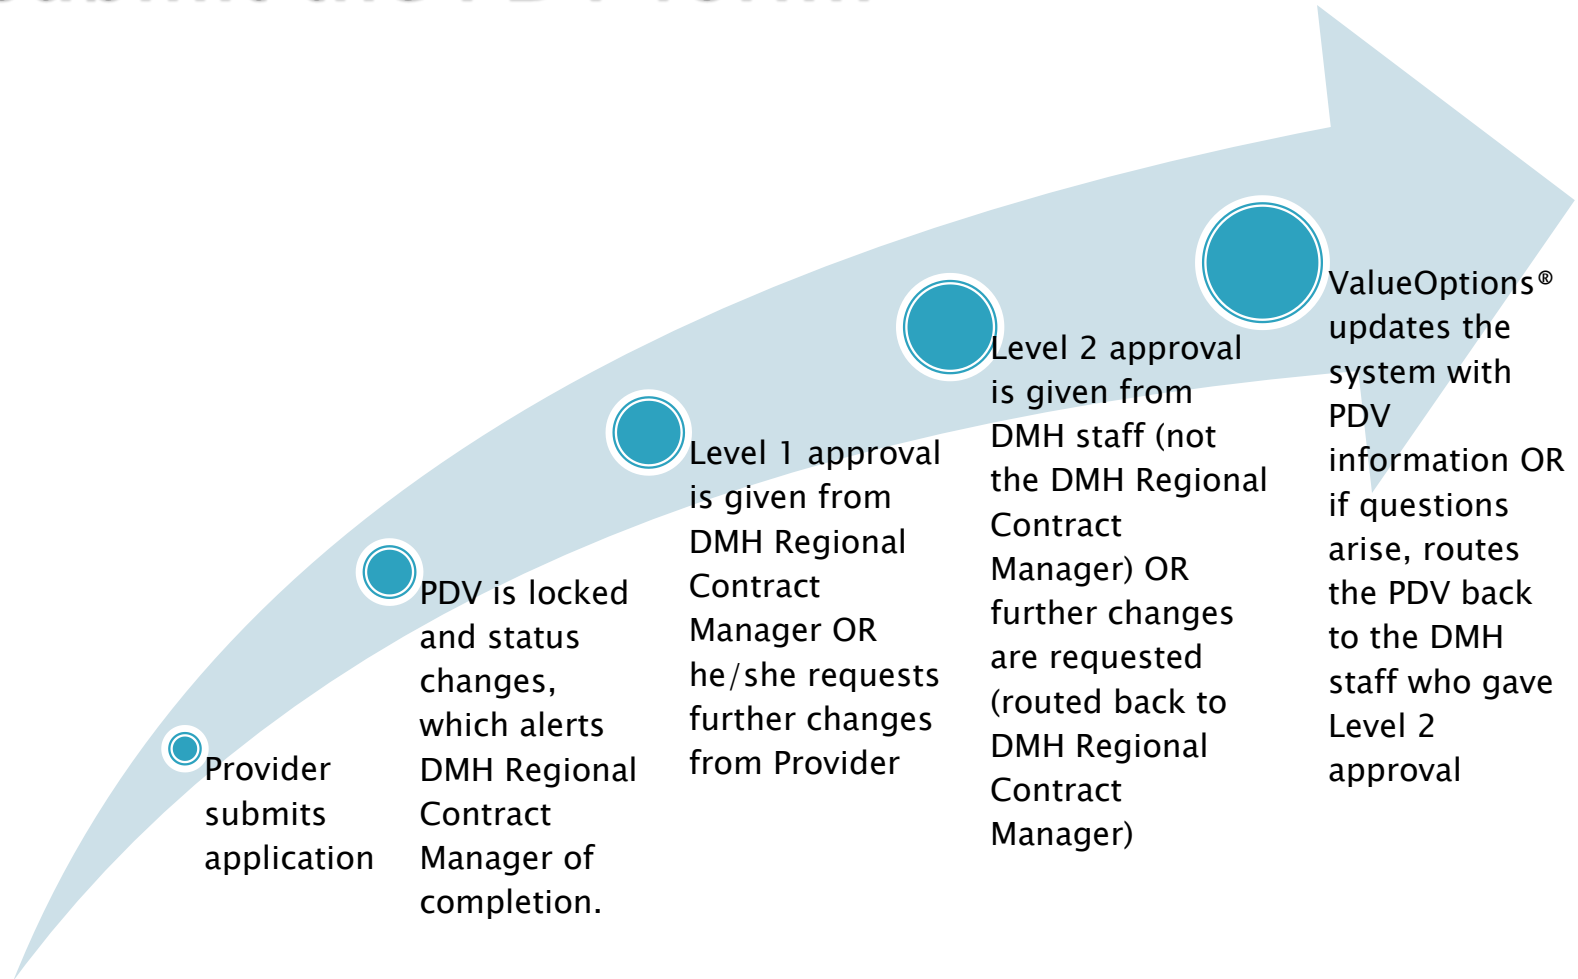 Provider
submits
application
PDV is locked
and status
changes,
which alerts
DMH Regional
Contract
Manager of
completion.
Level 1 approval
is given from
DMH Regional
Contract
Manager OR
he/she requests
further changes
from Provider
Level 2 approval
is given from
DMH staff (not
the DMH Regional
Contract
Manager) OR
further changes
are requested
(routed back to
DMH Regional
Contract
Manager)
ValueOptions®
updates the
system with
PDV
information OR
if questions
arise, routes
the PDV back
to the DMH
staff who gave
Level 2
approval